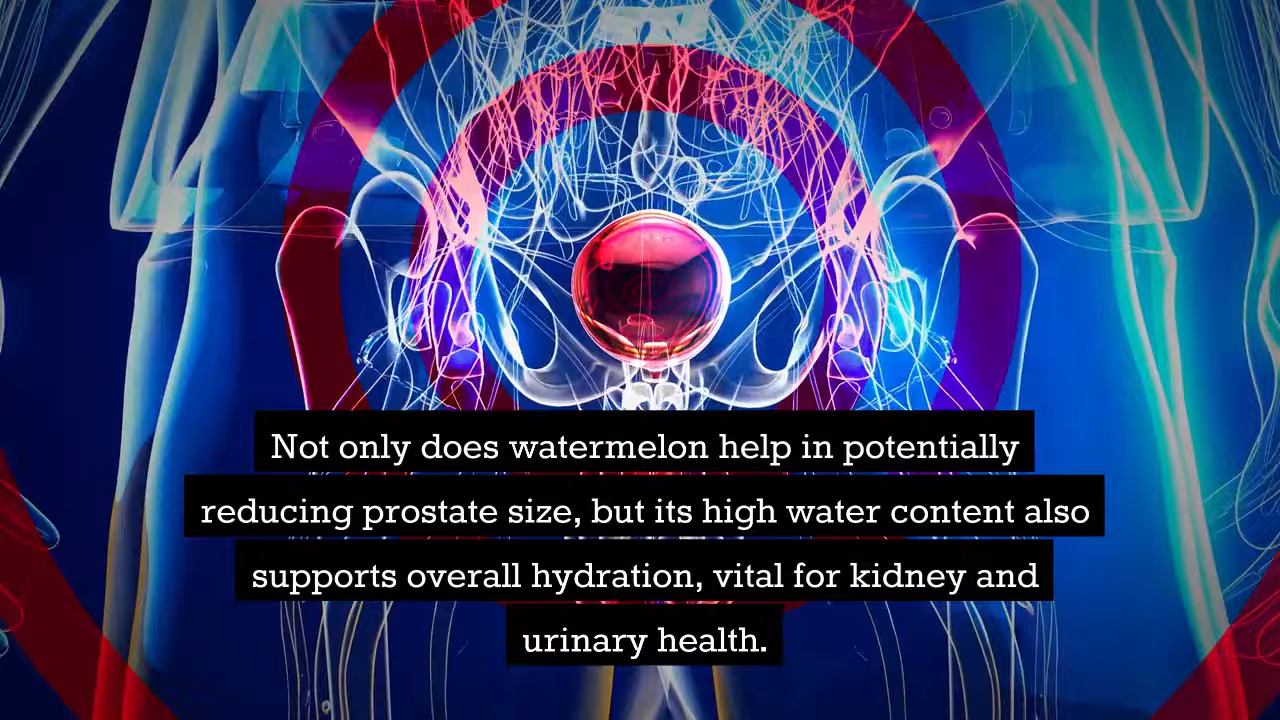 Not only does watermelon help in potentially
reducing prostate size, but its high water content also
supports overall hydration, vital for kidney and
urinary health.